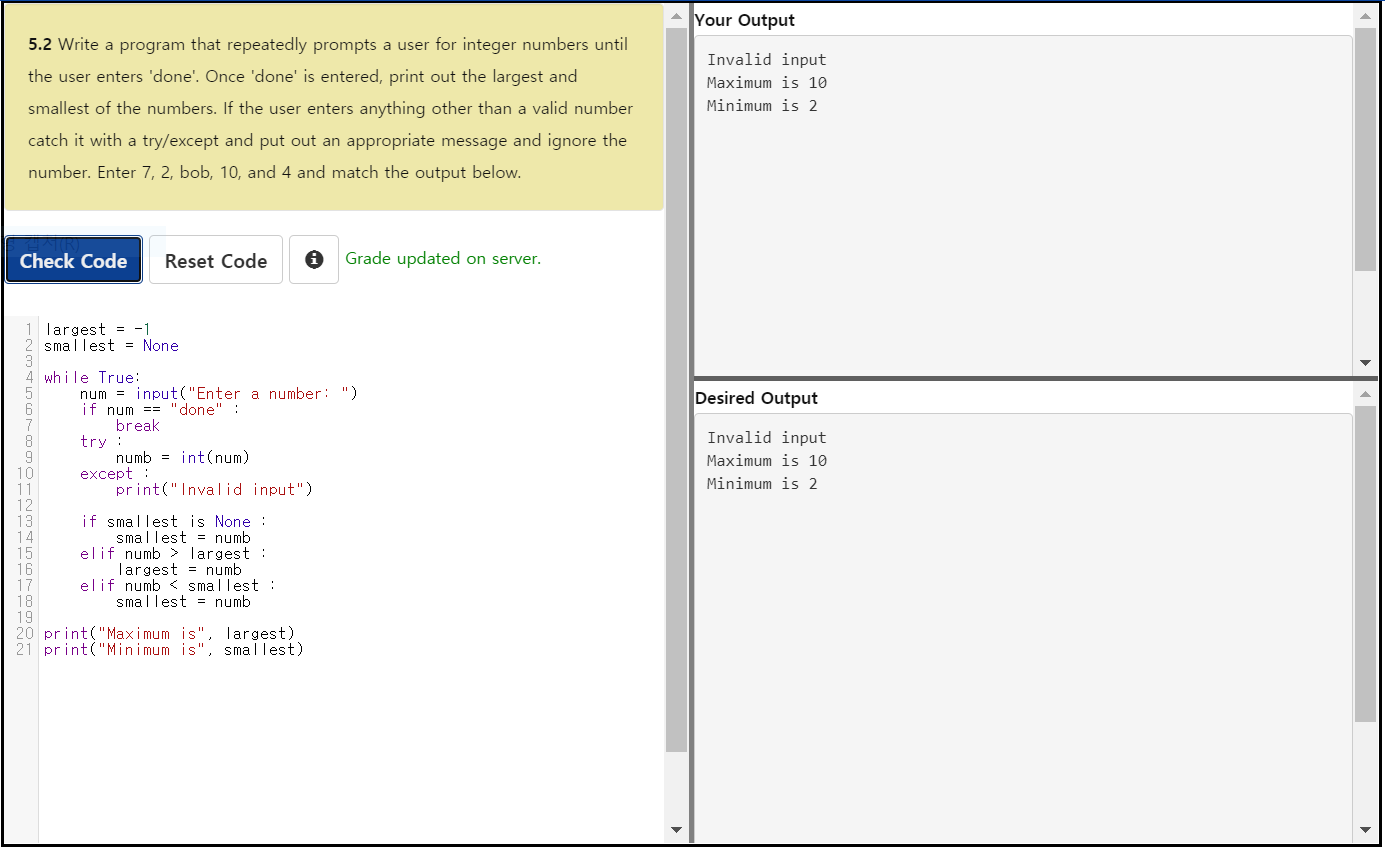 5.2 Write a program that repeatedly prompts a user for integer numbers until
the user enters 'done'. Once 'done' is entered, print out the largest and
smallest of the numbers. If the user enters anything other than a valid number
catch it with a try/except and put out an appropriate message and ignore the
number. Enter 7, 2, bob, 10, and 4 and match the output below.
Check Code
Reset Code
Grade updated on server.
1 largest = -1
2 smallest = None
3
4 while True:
5     num = input("Enter a number: ")
6     if num == "done" :
7         break
8     try :
9         numb = int(num)
10     except :
11         print("Invalid input")
12
13     if smallest is None :
14         smallest = numb
15     elif numb > largest :
16         largest = numb
17     elif numb < smallest :
18         smallest = numb
19
20 print("Maximum is", largest)
21 print("Minimum is", smallest)
Your Output
Invalid input
Maximum is 10
Minimum is 2
Desired Output
Invalid input
Maximum is 10
Minimum is 2